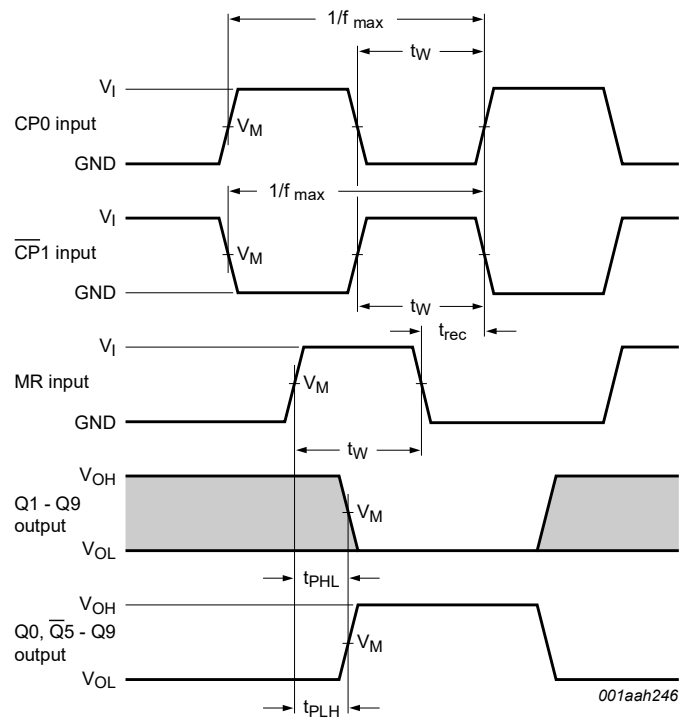 1/f max
tW
VI
CP0 input
VM
GND
1/f max
VI
CP1 input
VM
GND
tW
trec
VI
MR input
VM
GND
tW
VOH
Q1 - Q9
output
VM
VOL
tPHL
VOH
Q0, Q5 - Q9
output
VM
VOL
tPLH
001aah246